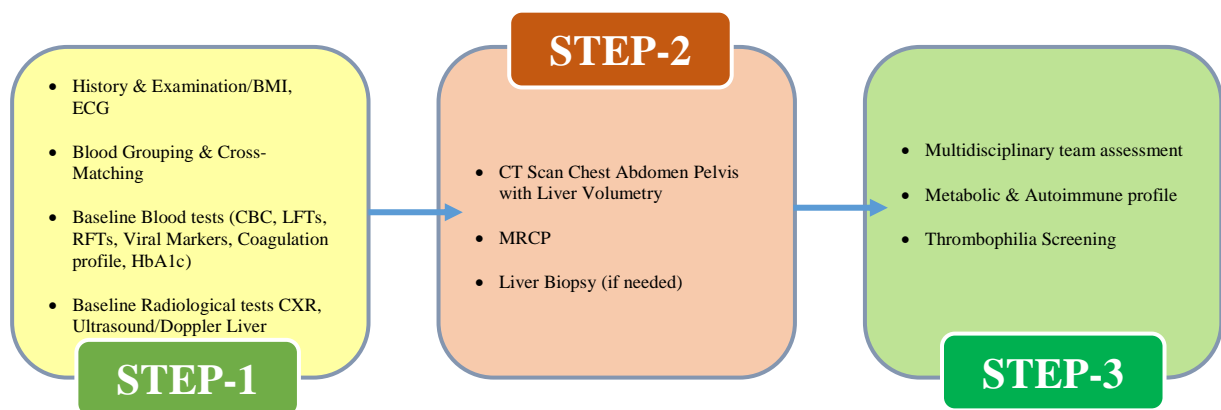 • History & Examination/BMI,
ECG
• Blood Grouping & Cross-
Matching
• Baseline Blood tests (CBC, LFTs,
RFTs, Viral Markers, Coagulation
profile, HbA1c)
• Baseline Radiological tests CXR,
Ultrasound/Doppler Liver
STEP-1
STEP-2
• CT Scan Chest Abdomen Pelvis
with Liver Volumetry
• MRCP
• Liver Biopsy (if needed)
• Multidisciplinary team assessment
• Metabolic & Autoimmune profile
• Thrombophilia Screening
STEP-3